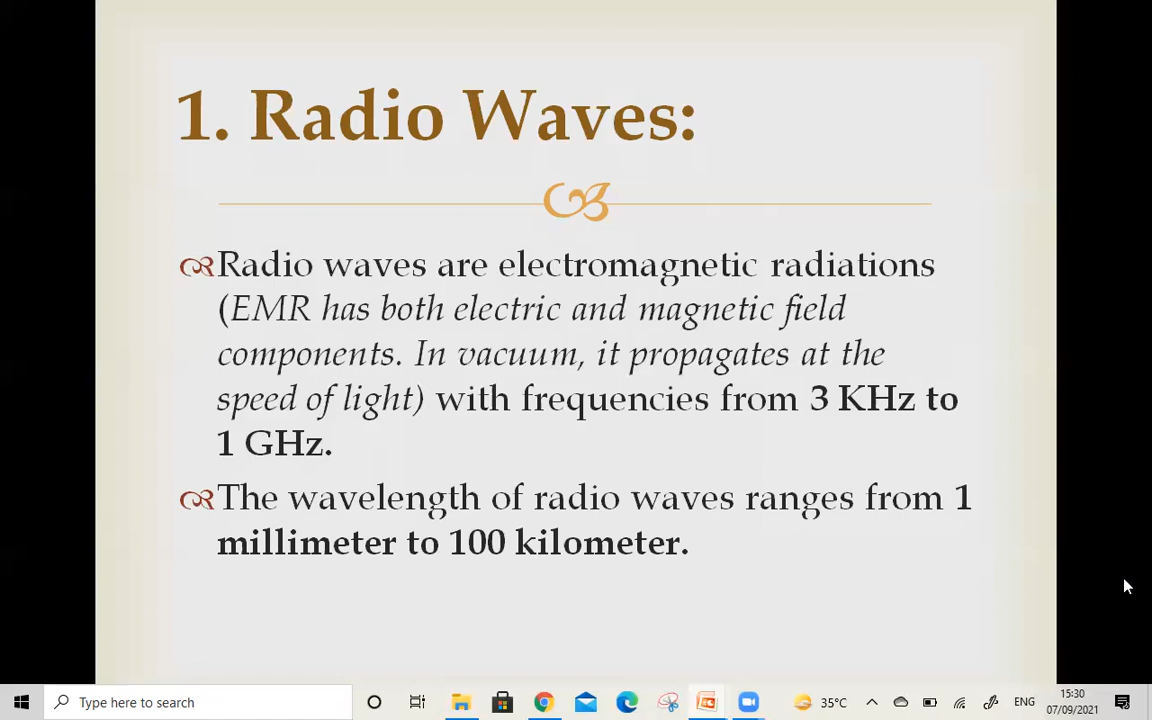 1. Radio Waves:
Radio waves are electromagnetic radiations
(EMR has both electric and magnetic field
components. In vacuum, it propagates at the
speed of light) with frequencies from 3 KHz to
1 GHz.
The wavelength of radio waves ranges from 1
millimeter to 100 kilometer.
Type here to search
35°C
ENG
15:30
07/09/2021